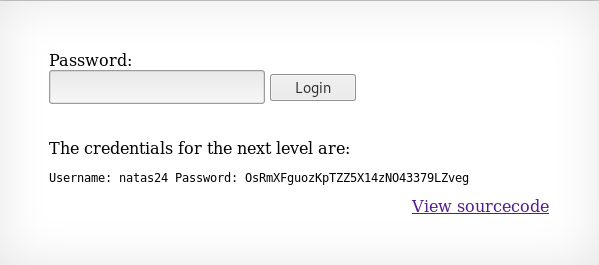 Password:
Login
The credentials for the next level are:
Username: natas24 Password: OsRmXFguozKpTZZ5X14zNO43379LZveg
View sourcecode